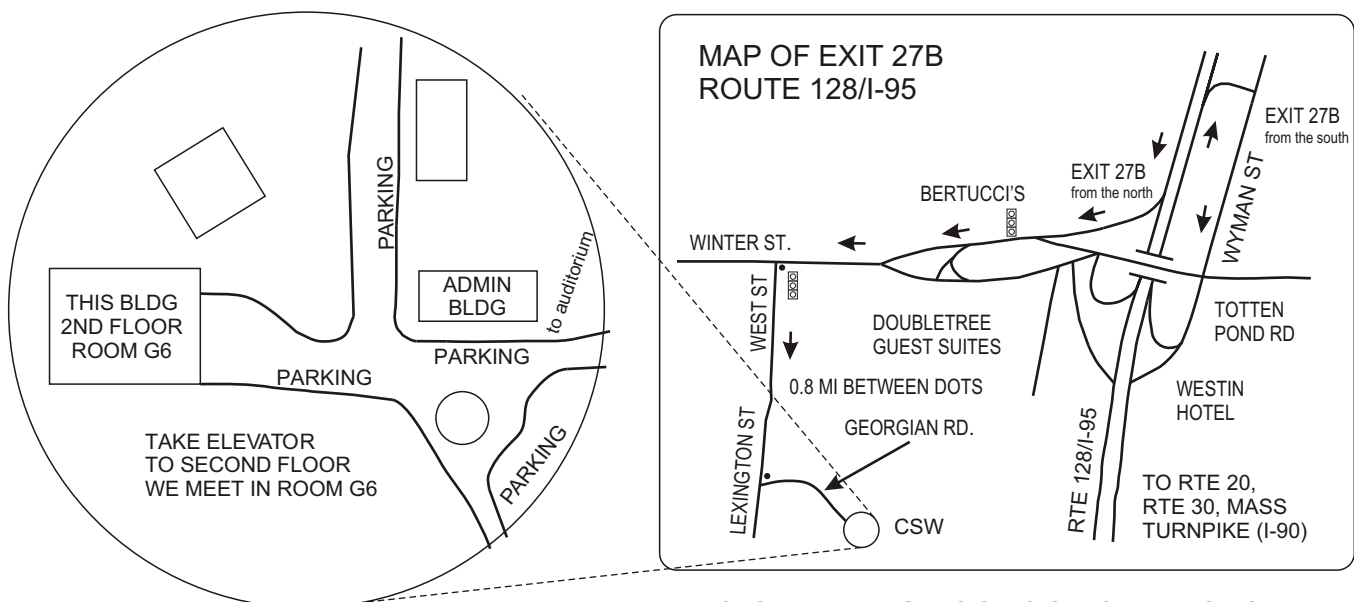 PARKING
THIS BLDG
2ND FLOOR
ROOM G6
ADMIN
BLDG
to auditorium
PARKING
PARKING
PARKING
TAKE ELEVATOR
TO SECOND FLOOR
WE MEET IN ROOM G6
MAP OF EXIT 27B
ROUTE 128/I-95
EXIT 27B
from the south
EXIT 27B
from the north
WYMAN ST
BERTUCCI'S
WINTER ST.
WEST ST
DOUBLETREE
GUEST SUITES
TOTTEN
POND RD
0.8 MI BETWEEN DOTS
WESTIN
HOTEL
GEORGIAN RD.
LEXINGTON ST
RTE 128/I-95
CSW
TO RTE 20,
RTE 30, MASS
TURNPIKE (I-90)